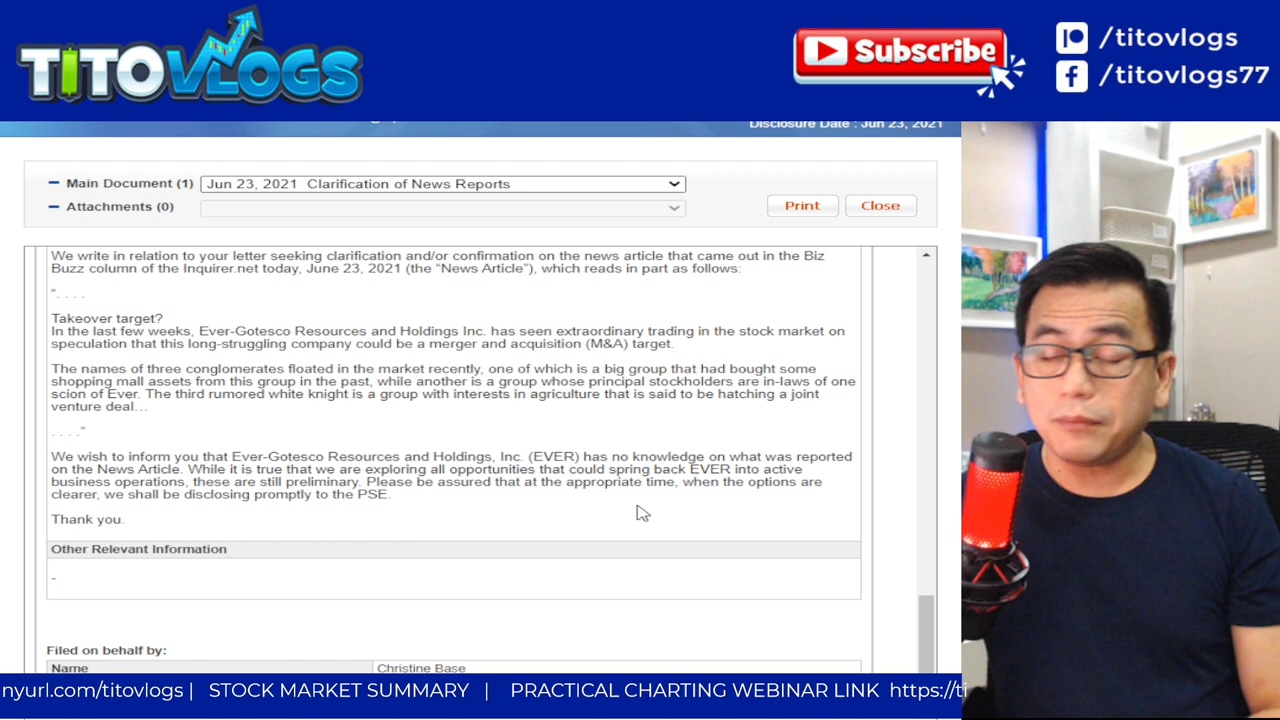 TITOVLOGS
Subscribe
/titovlogs
/titovlogs77
Disclosure Date : Jun 23, 2021
Main Document (1)
Jun 23, 2021 Clarification of News Reports
Attachments (0)
Print
Close
We write in relation to your letter seeking clarification and/or confirmation on the news article that came out in the Biz
Buzz column of the Inquirer.net today, June 23, 2021 (the “News Article”), which reads in part as follows:
“. . . .
Takeover target?
In the last few weeks, Ever-Gotesco Resources and Holdings Inc. has seen extraordinary trading in the stock market on
speculation that this long-struggling company could be a merger and acquisition (M&A) target.
The names of three conglomerates floated in the market recently, one of which is a big group that had bought some
shopping mall assets from this group in the past, while another is a group whose principal stockholders are in-laws of one
scion of Ever. The third rumored white knight is a group with interests in agriculture that is said to be hatching a joint
venture deal…
. . . .”
We wish to inform you that Ever-Gotesco Resources and Holdings, Inc. (EVER) has no knowledge on what was reported
on the News Article. While it is true that we are exploring all opportunities that could spring back EVER into active
business operations, these are still preliminary. Please be assured that at the appropriate time, when the options are
clearer, we shall be disclosing promptly to the PSE.
Thank you.
Other Relevant Information
-
Filed on behalf by:
Name
Christine Base
nyurl.com/titovlogs | STOCK MARKET SUMMARY | PRACTICAL CHARTING WEBINAR LINK https://ti